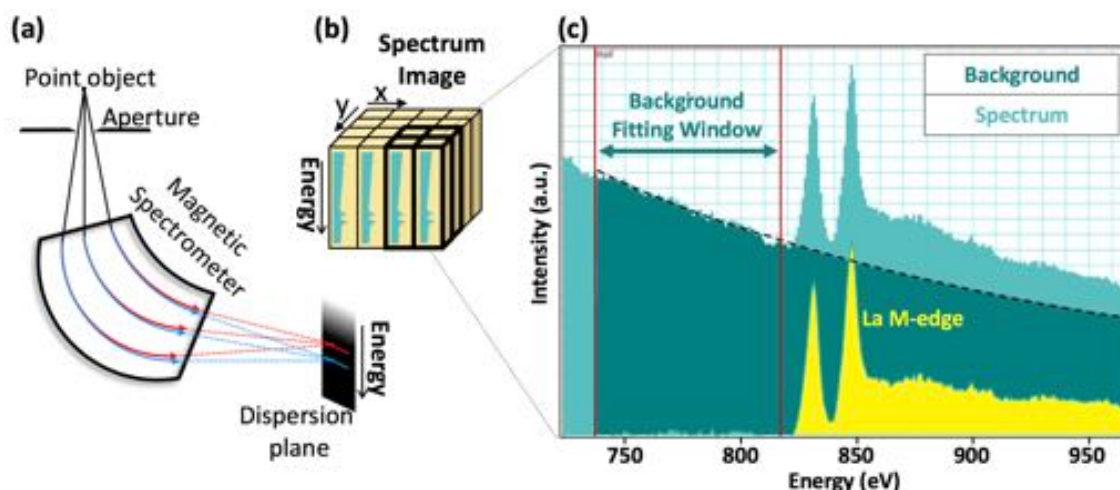 (a)
Point object
Aperture
Magnetic
Spectrometer
Energy
Dispersion
plane
(b)
Spectrum
Image
x
y
Energy
(c)
Background
Spectrum
Background
Fitting Window
La M-edge
Intensity (a.u.)
750 800 850 900 950
Energy (eV)